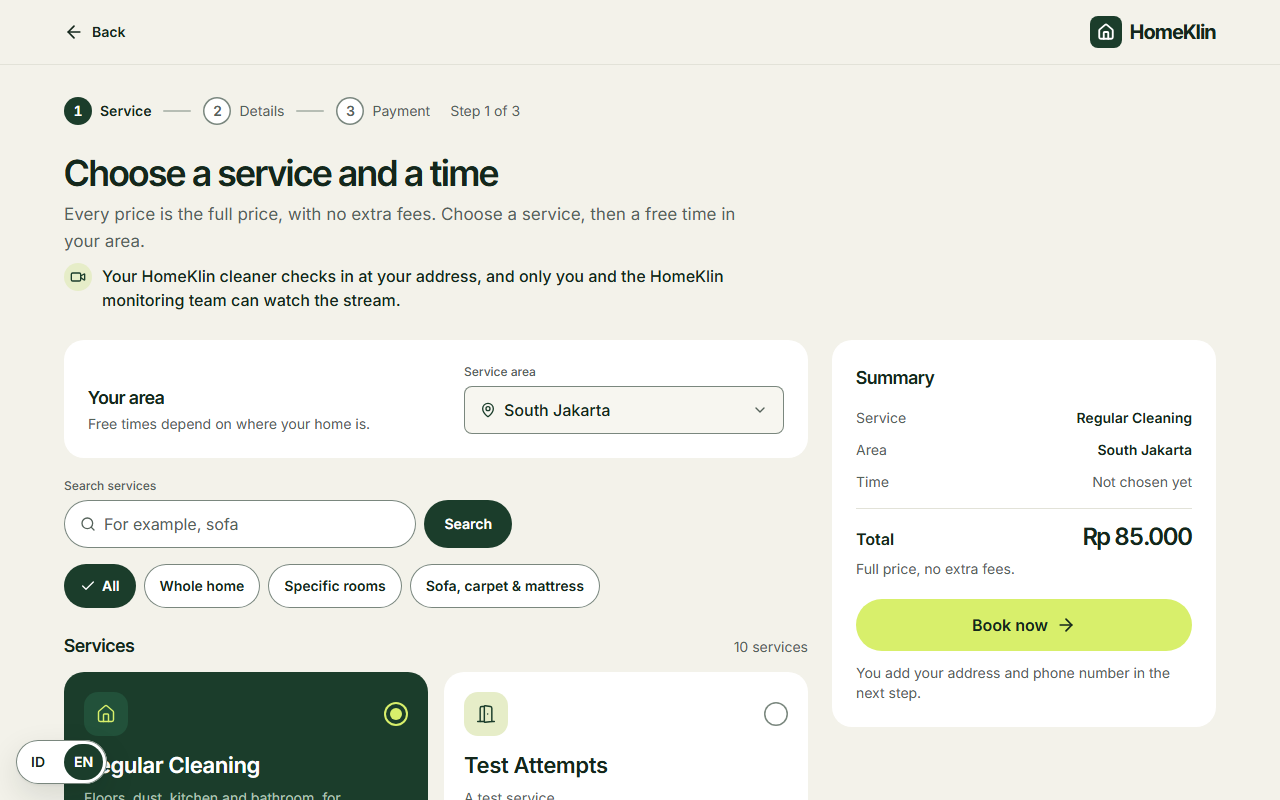 Back
HomeKlin
1 Service 2 Details 3 Payment Step 1 of 3
Choose a service and a time
Every price is the full price, with no extra fees. Choose a service, then a free time in
your area.
Your HomeKlin cleaner checks in at your address, and only you and the HomeKlin
monitoring team can watch the stream.
Your area
Free times depend on where your home is.
Service area
South Jakarta
Search services
For example, sofa
Search
All
Whole home
Specific rooms
Sofa, carpet & mattress
Services
10 services
egular Cleaning
Floors, dust, kitchen and bathroom, for
Test Attempts
A test service
Summary
Service Regular Cleaning
Area South Jakarta
Time Not chosen yet
Total Rp 85.000
Full price, no extra fees.
Book now
You add your address and phone number in the
next step.
ID EN